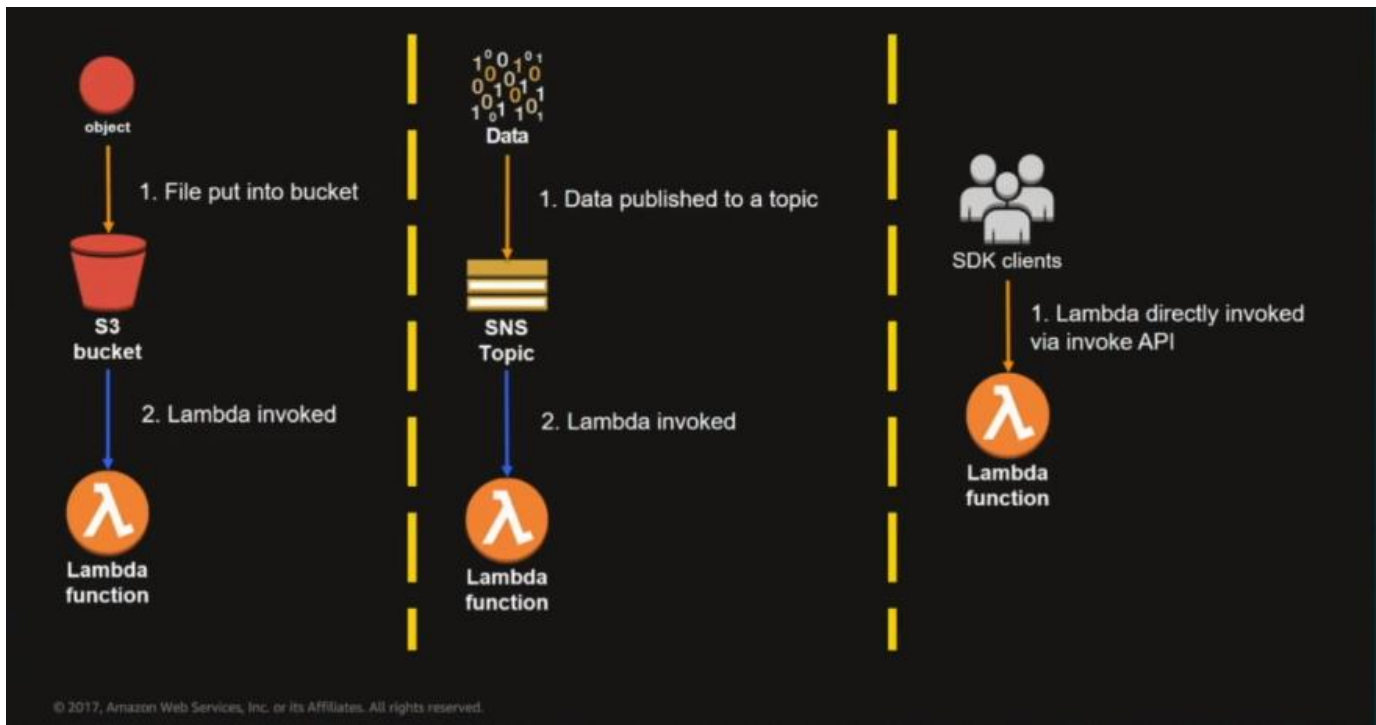 object
1. File put into bucket
S3
bucket
2. Lambda invoked
Lambda
function
Data
1. Data published to a topic
SNS
Topic
2. Lambda invoked
Lambda
function
SDK clients
1. Lambda directly invoked
via invoke API
Lambda
function
© 2017, Amazon Web Services, Inc. or its Affiliates. All rights reserved.